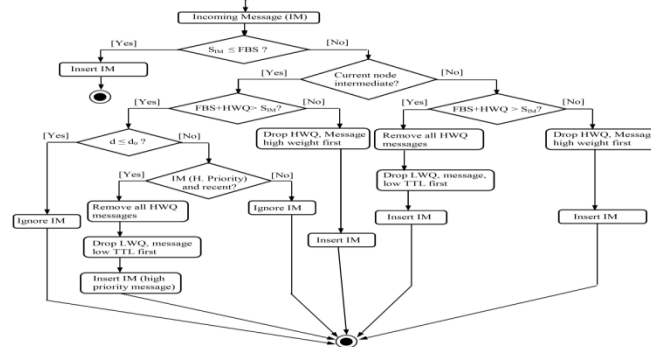 Incoming Message (IM)
[Yes]
S_IM ≤ FBS ?
[No]
Insert IM
[Yes]
Current node
intermediate?
[No]
[Yes]
FBS+HWQ> S_IM?
[No]
[Yes]
FBS+HWQ > S_IM?
[No]
[Yes]
d ≤ d₀ ?
[No]
Drop HWQ, Message
high weight first
Remove all HWQ
messages
Drop HWQ, Message
high weight first
[Yes]
IM (H. Priority)
and recent?
[No]
Drop LWQ, message,
low TTL first
Remove all HWQ
messages
Ignore IM
Ignore IM
Insert IM
Insert IM
Drop LWQ, message
low TTL first
Insert IM
Insert IM (high
priority message)